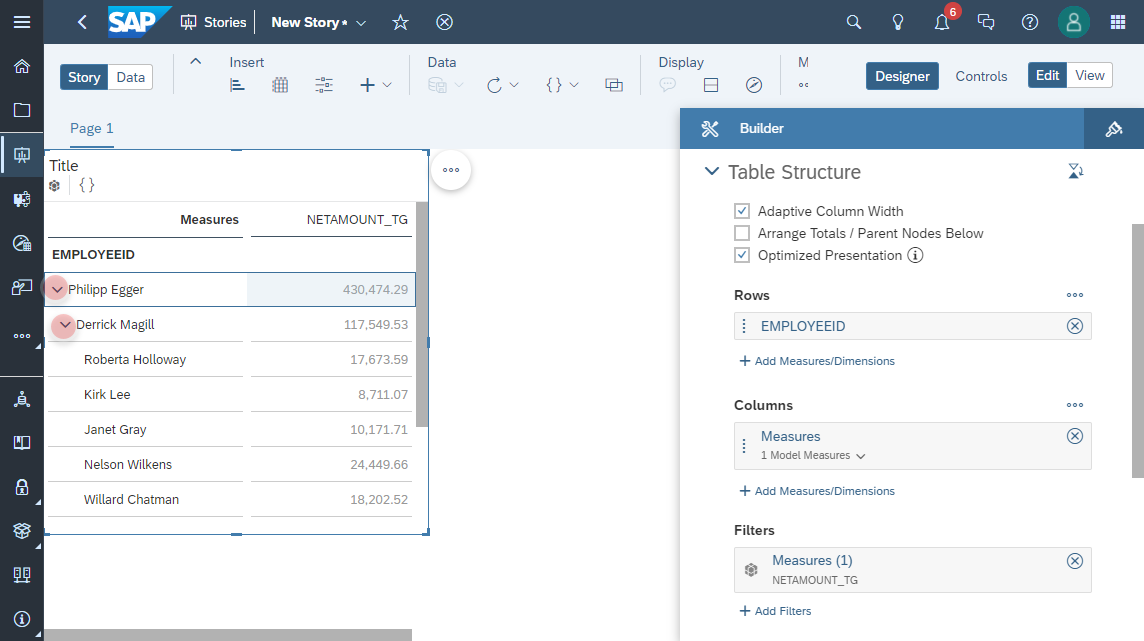 SAP Stories New Story * 6
Story Data Insert Data Display M Designer Controls Edit View
Page 1
Title
Measures NETAMOUNT_TG
EMPLOYEEID
Philipp Egger 430,474.29
Derrick Magill 117,549.53
Roberta Holloway 17,673.59
Kirk Lee 8,711.07
Janet Gray 10,171.71
Nelson Wilkens 24,449.66
Willard Chatman 18,202.52
Builder
Table Structure
Adaptive Column Width
Arrange Totals / Parent Nodes Below
Optimized Presentation
Rows
EMPLOYEEID
+ Add Measures/Dimensions
Columns
Measures
1 Model Measures
+ Add Measures/Dimensions
Filters
Measures (1)
NETAMOUNT_TG
+ Add Filters